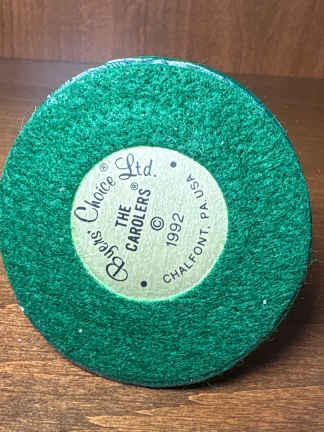 Byers' Choice® Ltd.
THE
CAROLERS®
©
1992
CHALFONT, PA. USA